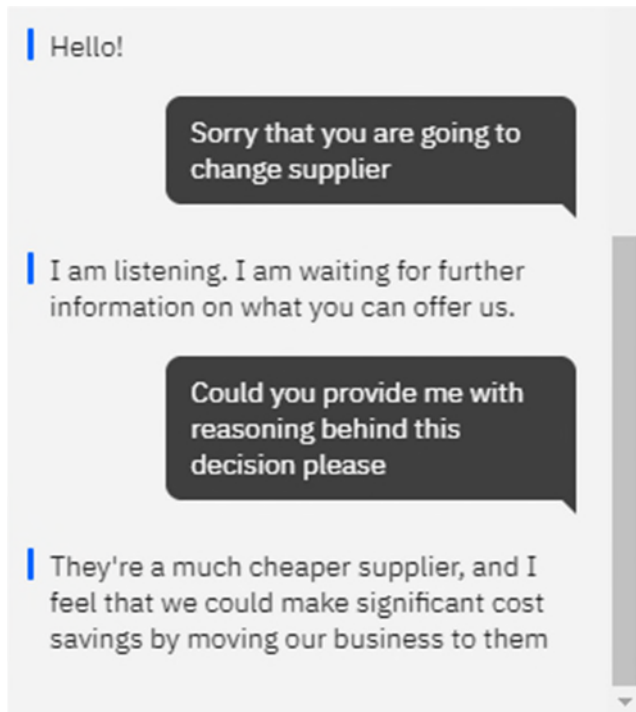 Hello!
Sorry that you are going to
change supplier
I am listening. I am waiting for further
information on what you can offer us.
Could you provide me with
reasoning behind this
decision please
They're a much cheaper supplier, and I
feel that we could make significant cost
savings by moving our business to them